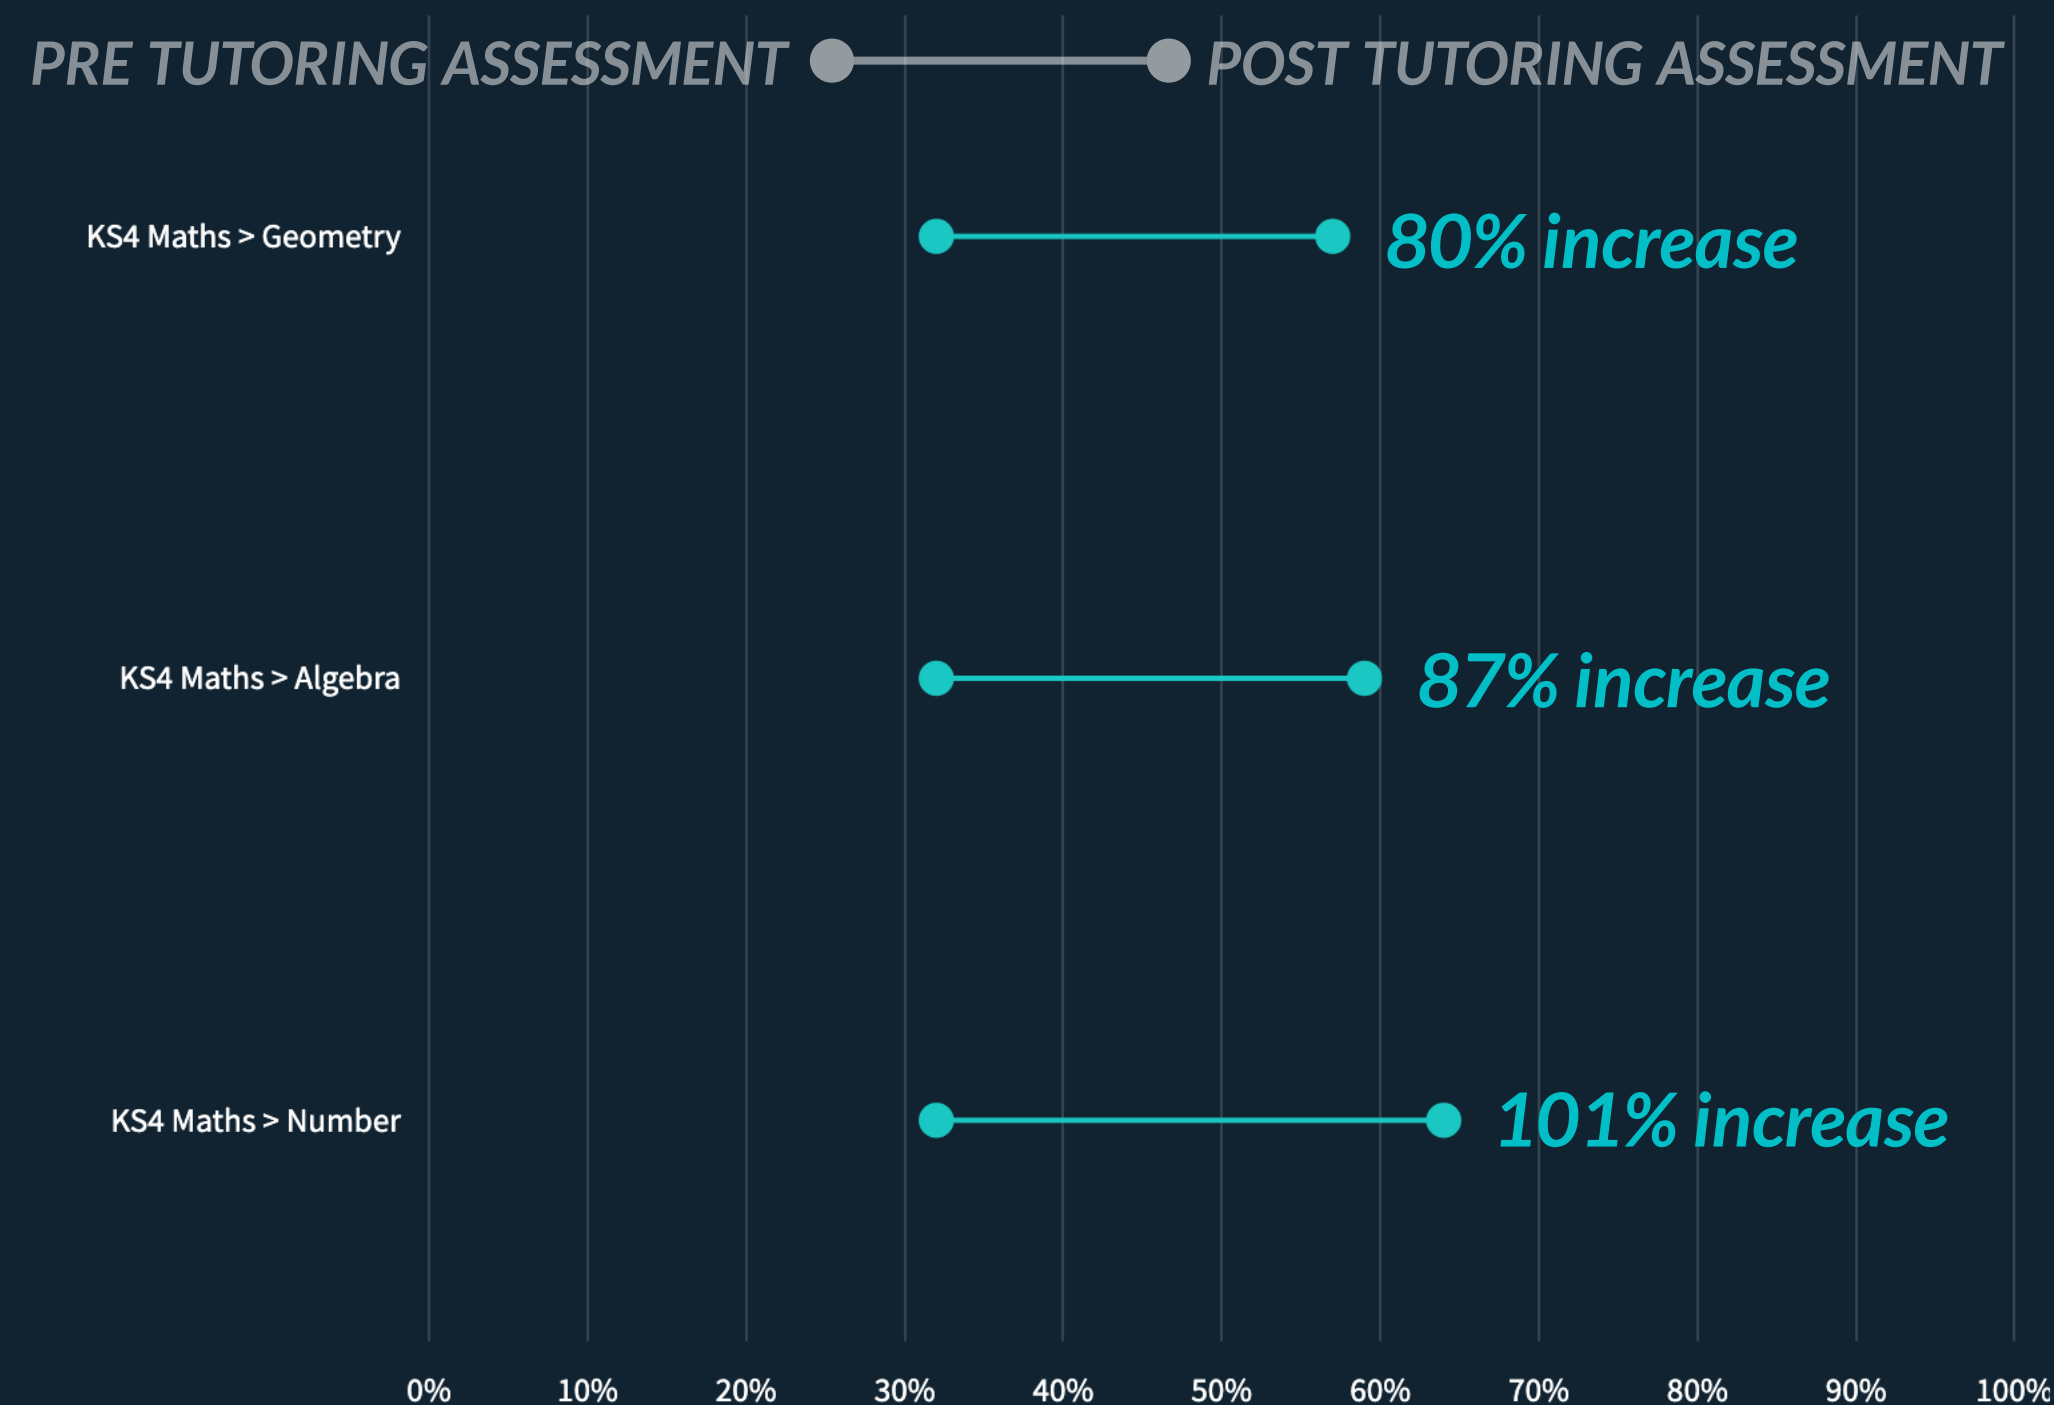 PRE TUTORING ASSESSMENT POST TUTORING ASSESSMENT
KS4 Maths > Geometry 80% increase
KS4 Maths > Algebra 87% increase
KS4 Maths > Number 101% increase
0% 10% 20% 30% 40% 50% 60% 70% 80% 90% 100%